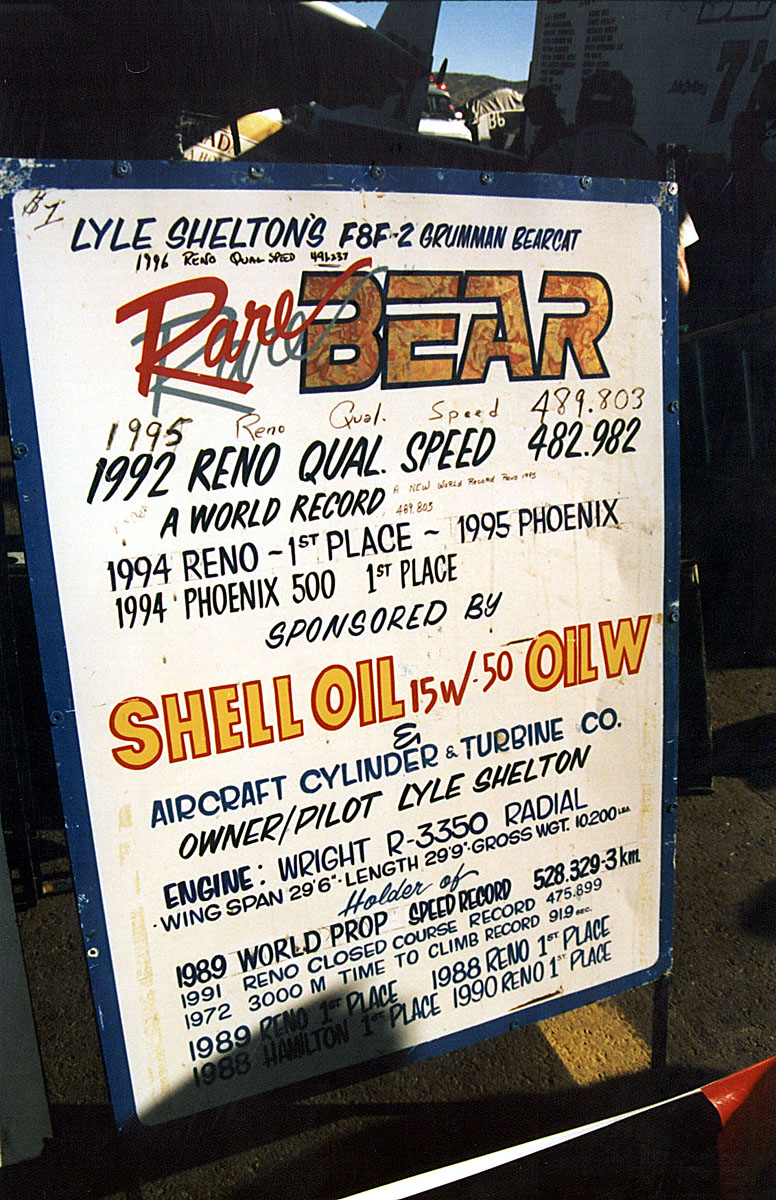 #1
LYLE SHELTON'S F8F-2 GRUMMAN BEARCAT
1996 RENO QUAL SPEED 491.237
Rare BEAR
1995 Reno Qual. Speed 489.803
1992 RENO QUAL. SPEED 482.982
A WORLD RECORD A NEW WORLD RECORD RENO 1995
489.803
1994 RENO ~ 1ST PLACE ~ 1995 PHOENIX
1994 PHOENIX 500 1ST PLACE
SPONSORED BY
SHELL OIL 15W-50 OIL W
&
AIRCRAFT CYLINDER & TURBINE CO.
OWNER/PILOT LYLE SHELTON
ENGINE: WRIGHT R-3350 RADIAL
·WING SPAN 29'6"·LENGTH 29'9"·GROSS WGT. 10,200 LBS.
Holder of
1989 WORLD PROP SPEED RECORD 528.329-3 km.
1991 RENO CLOSED COURSE RECORD 475.899
1972 3000 M TIME TO CLIMB RECORD 91.9 SEC.
1989 RENO 1ST PLACE 1988 RENO 1ST PLACE
1988 HAMILTON 1ST PLACE 1990 RENO 1ST PLACE